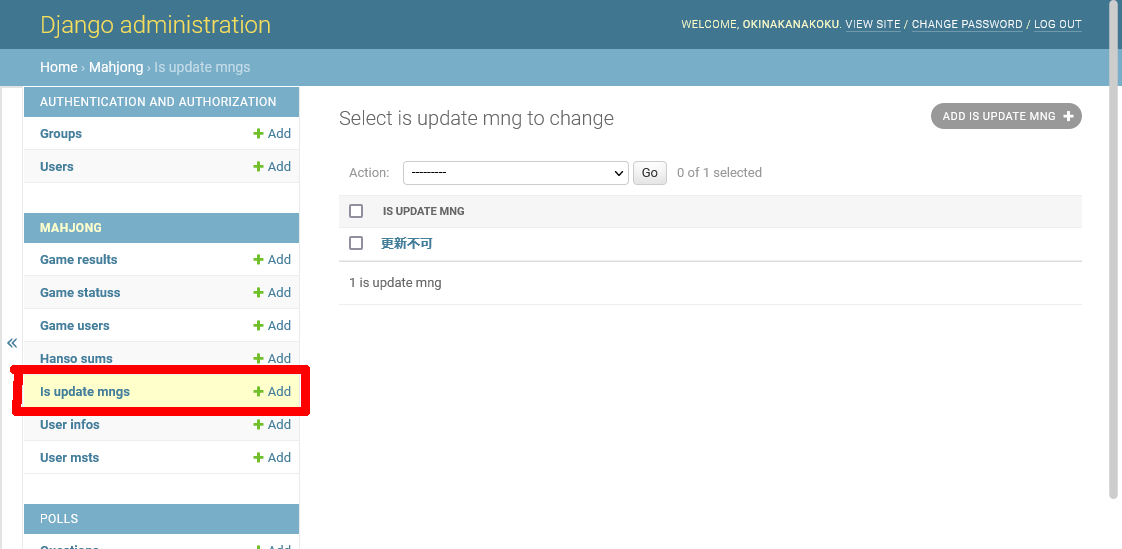 Django administration
WELCOME, OKINAKANAKOKU. VIEW SITE / CHANGE PASSWORD / LOG OUT
Home › Mahjong › Is update mngs
AUTHENTICATION AND AUTHORIZATION
Groups + Add
Users + Add
MAHJONG
Game results + Add
Game statuss + Add
Game users + Add
Hanso sums + Add
Is update mngs + Add
User infos + Add
User msts + Add
POLLS
Questions + Add
«
Select is update mng to change
ADD IS UPDATE MNG +
Action: --------- Go 0 of 1 selected
IS UPDATE MNG
更新不可
1 is update mng